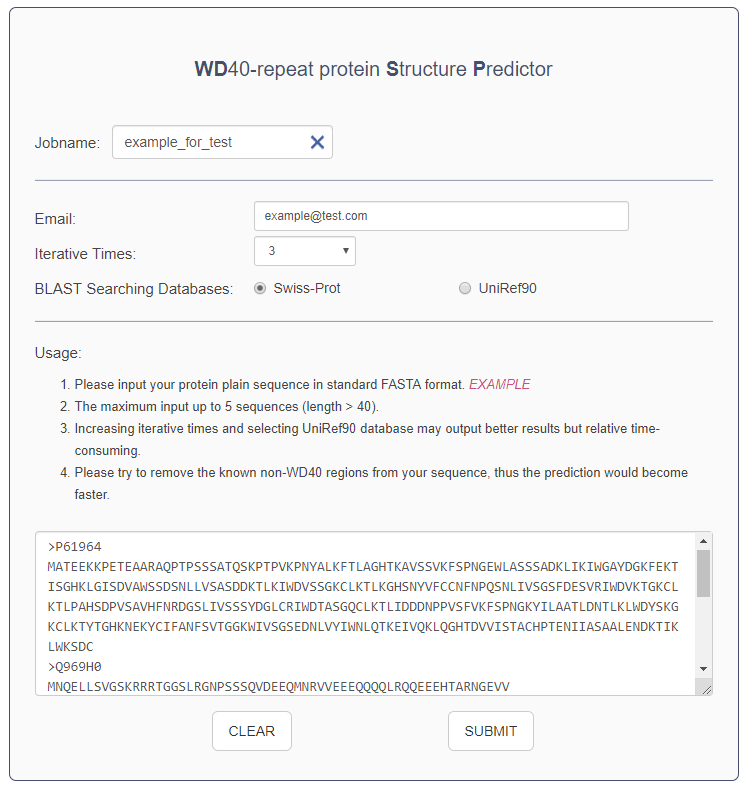 WD40-repeat protein Structure Predictor
Jobname: example_for_test
Email: example@test.com
Iterative Times: 3
BLAST Searching Databases: Swiss-Prot UniRef90
Usage:
1. Please input your protein plain sequence in standard FASTA format. EXAMPLE
2. The maximum input up to 5 sequences (length > 40).
3. Increasing iterative times and selecting UniRef90 database may output better results but relative time-
consuming.
4. Please try to remove the known non-WD40 regions from your sequence, thus the prediction would become
faster.
>P61964
MATEEKKPETEAARAQPTPSSSATQSKPTPVKPNYALKFTLAGHTKAVSSVKFSPNGEWLASSSADKLIKIWGAYDGKFEKT
ISGHKLGISDVAWSSDSNLLVSASDDKTLKIWDVSSGKCLKTLKGHSNYVFCCNFNPQSNLIVSGSFDESVRIWDVKTGKCL
KTLPAHSDPVSAVHFNRDGSLIVSSSYDGLCRIWDTASGQCLKTLIDDDNPPVSFVKFSPNGKYILAATLDNTLKLWDYSKG
KCLKTYTGHKNEKYCIFANFSVTGGKWIVSGSEDNLVYIWNLQTKEIVQKLQGHTDVVISTACHPTENIIASAALENDKTIK
LWKSDC
>Q969H0
MNQELLSVGSKRRRTGGSLRGNPSSSQVDEEQMNRVVEEEQQQQLRQQEEEHTARNGEVV
CLEAR SUBMIT